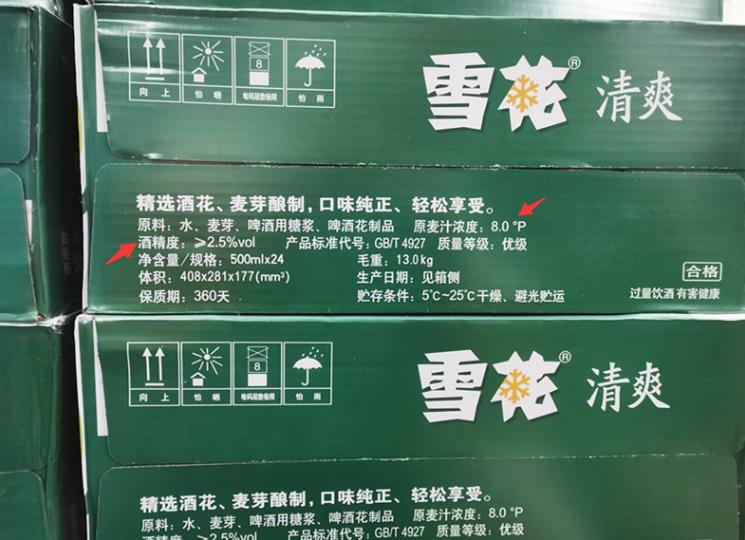 8
向 上
怕 晒
堆码层数极限
怕 雨
雪花® 清爽
精选酒花、麦芽酿制，口味纯正、轻松享受。
原料：水、麦芽、啤酒用糖浆、啤酒花制品 原麦汁浓度：8.0 °P
酒精度：≥2.5%vol 产品标准代号：GB/T 4927 质量等级：优级
净含量/规格：500mlx24 毛重：13.0kg
体积：408x281x177(mm³) 生产日期：见箱侧
合格
保质期：360天 贮存条件：5℃~25℃干燥、避光贮运
过量饮酒 有害健康
8
向 上
怕 晒
堆码层数极限
怕 雨
雪花® 清爽
精选酒花、麦芽酿制，口味纯正、轻松享受。
原料：水、麦芽、啤酒用糖浆、啤酒花制品 原麦汁浓度：8.0 °P
酒精度：≥2.5%vol 产品标准代号：GB/T 4927 质量等级：优级